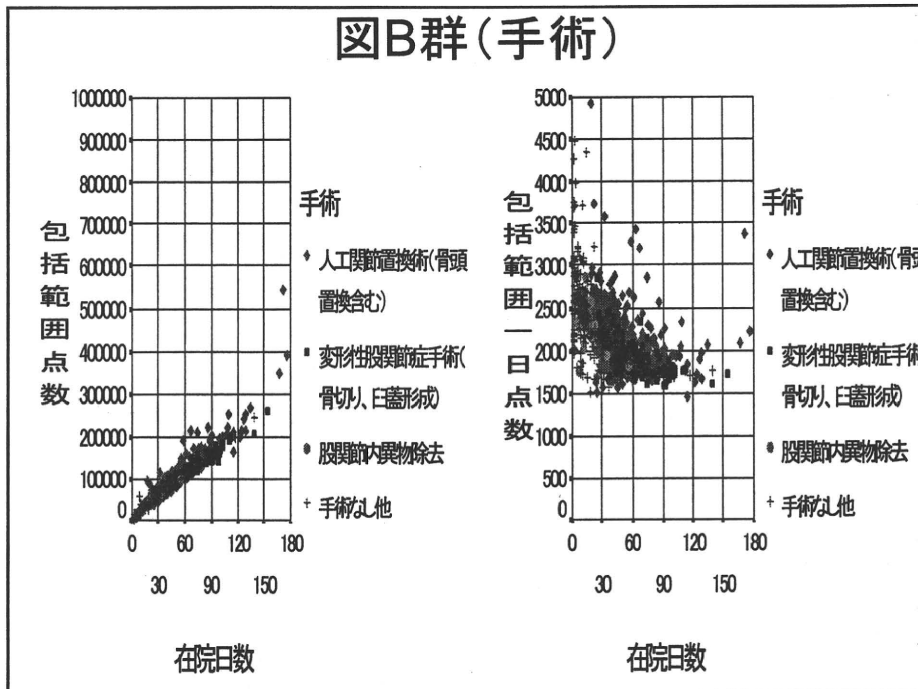 図B群(手術)
1000000
900000
800000
700000
600000
500000
400000
300000
200000
100000
0
包括範囲点数
0
60
120
180
30
90
150
在院日数
手術
人工関節置換術(骨頭
置換含む)
変形性股関節症手術(
骨切り、臼蓋形成)
股関節内異物除去
手術なし他
5000
4500
4000
3500
3000
2500
2000
1500
1000
500
0
包括範囲一日点数
0
60
120
180
30
90
150
在院日数
手術
人工関節置換術(骨頭
置換含む)
変形性股関節症手術
骨切り、臼蓋形成)
股関節内異物除去
手術なし他